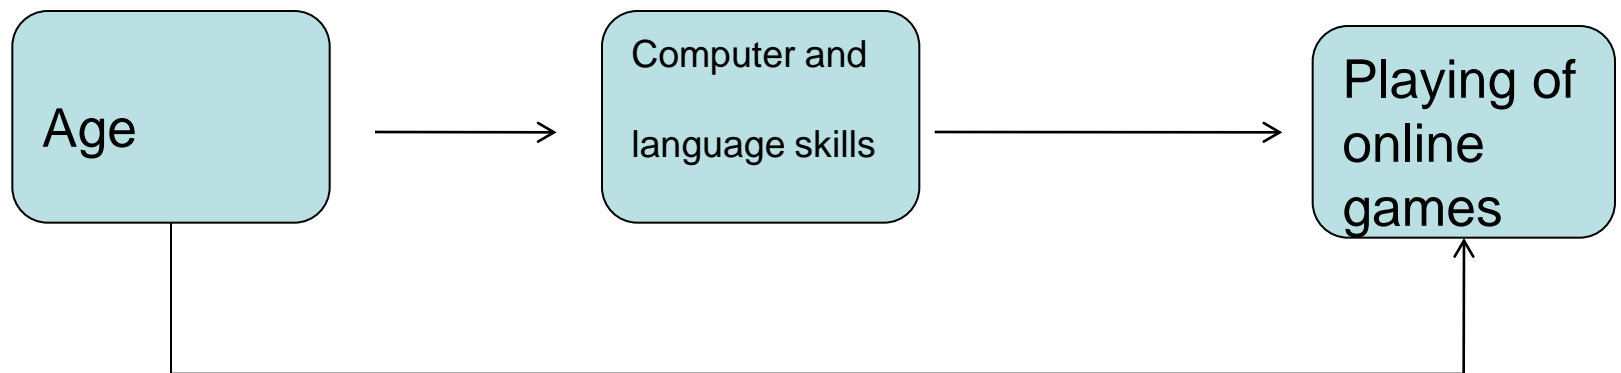 Age
Computer and
language skills
Playing of
online
games